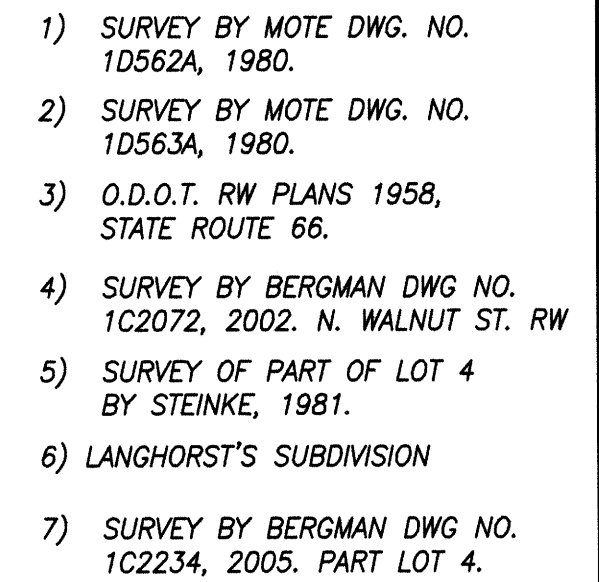 1) SURVEY BY MOTE DWG. NO.
1D562A, 1980.
2) SURVEY BY MOTE DWG. NO.
1D563A, 1980.
3) O.D.O.T. RW PLANS 1958,
STATE ROUTE 66.
4) SURVEY BY BERGMAN DWG NO.
1C2072, 2002. N. WALNUT ST. RW
5) SURVEY OF PART OF LOT 4
BY STEINKE, 1981.
6) LANGHORST'S SUBDIVISION
7) SURVEY BY BERGMAN DWG NO.
1C2234, 2005. PART LOT 4.